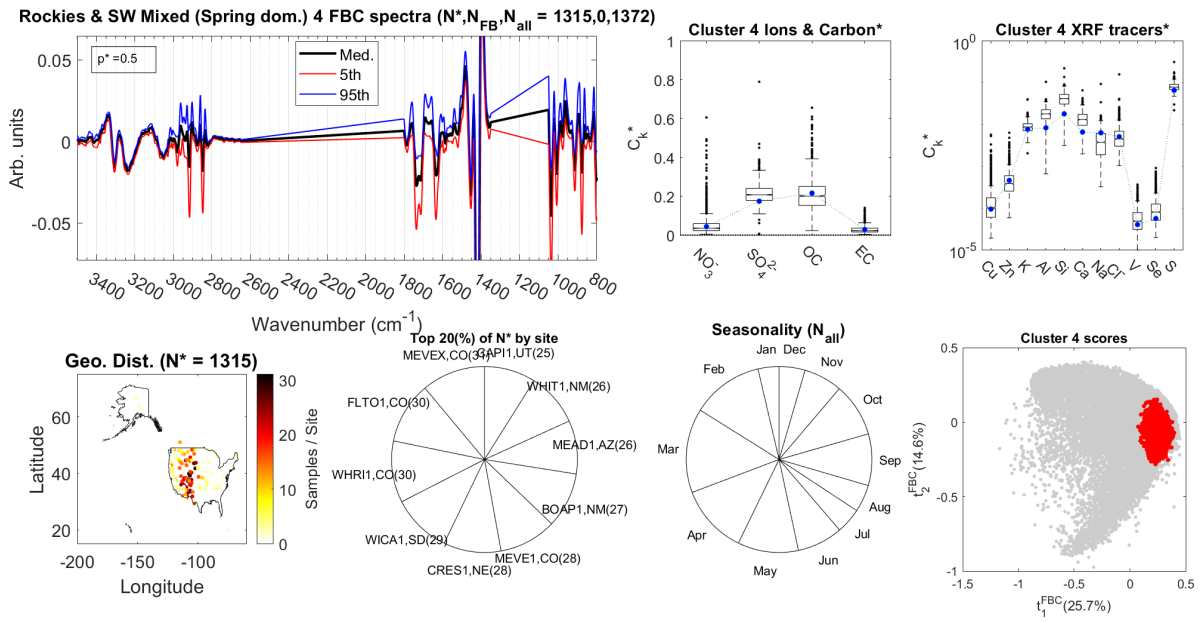 Rockies & SW Mixed (Spring dom.) 4 FBC spectra (N*,N_FB,N_all = 1315,0,1372)
p* =0.5
Med.
5th
95th
0.05
0
-0.05
Arb. units
3400 3200 3000 2800 2600 2400 2200 2000 1800 1600 1400 1200 1000 800
Wavenumber (cm^-1)
Cluster 4 Ions & Carbon*
1
0.8
0.6
0.4
0.2
0
C_k^*
NO_3^- SO_4^2- OC EC
Cluster 4 XRF tracers*
10^0
10^-5
C_k^*
Cu Zn K Al Si Ca Na Cl V Se S
Geo. Dist. (N* = 1315)
60
40
20
Latitude
-200 -150 -100
Longitude
30
20
10
0
Samples / Site
Top 20(%) of N* by site
MEVEX,CO(31)
CAPI1,UT(25)
WHIT1,NM(26)
FLTO1,CO(30)
MEAD1,AZ(26)
WHRI1,CO(30)
BOAP1,NM(27)
WICA1,SD(29)
MEVE1,CO(28)
CRES1,NE(28)
Seasonality (N_all)
Jan Dec
Feb
Nov
Oct
Mar
Sep
Aug
Apr
Jul
Jun
May
Cluster 4 scores
0.5
0
-0.5
-1
t_2^FBC(14.6%)
-1.5 -1 -0.5 0 0.5
t_1^FBC(25.7%)